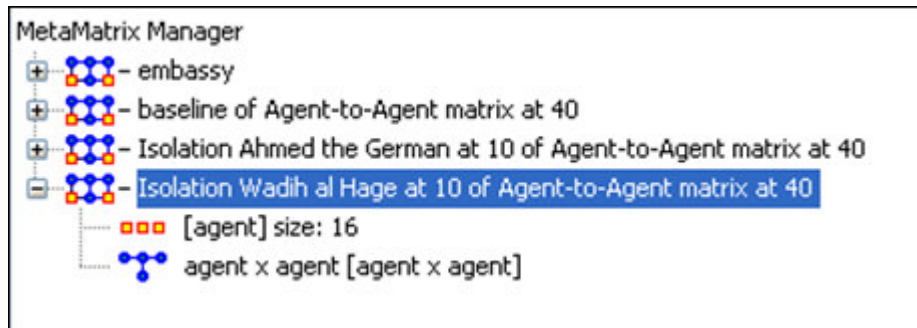 MetaMatrix Manager
– embassy
– baseline of Agent-to-Agent matrix at 40
– Isolation Ahmed the German at 10 of Agent-to-Agent matrix at 40
– Isolation Wadih al Hage at 10 of Agent-to-Agent matrix at 40
[agent] size: 16
agent x agent [agent x agent]